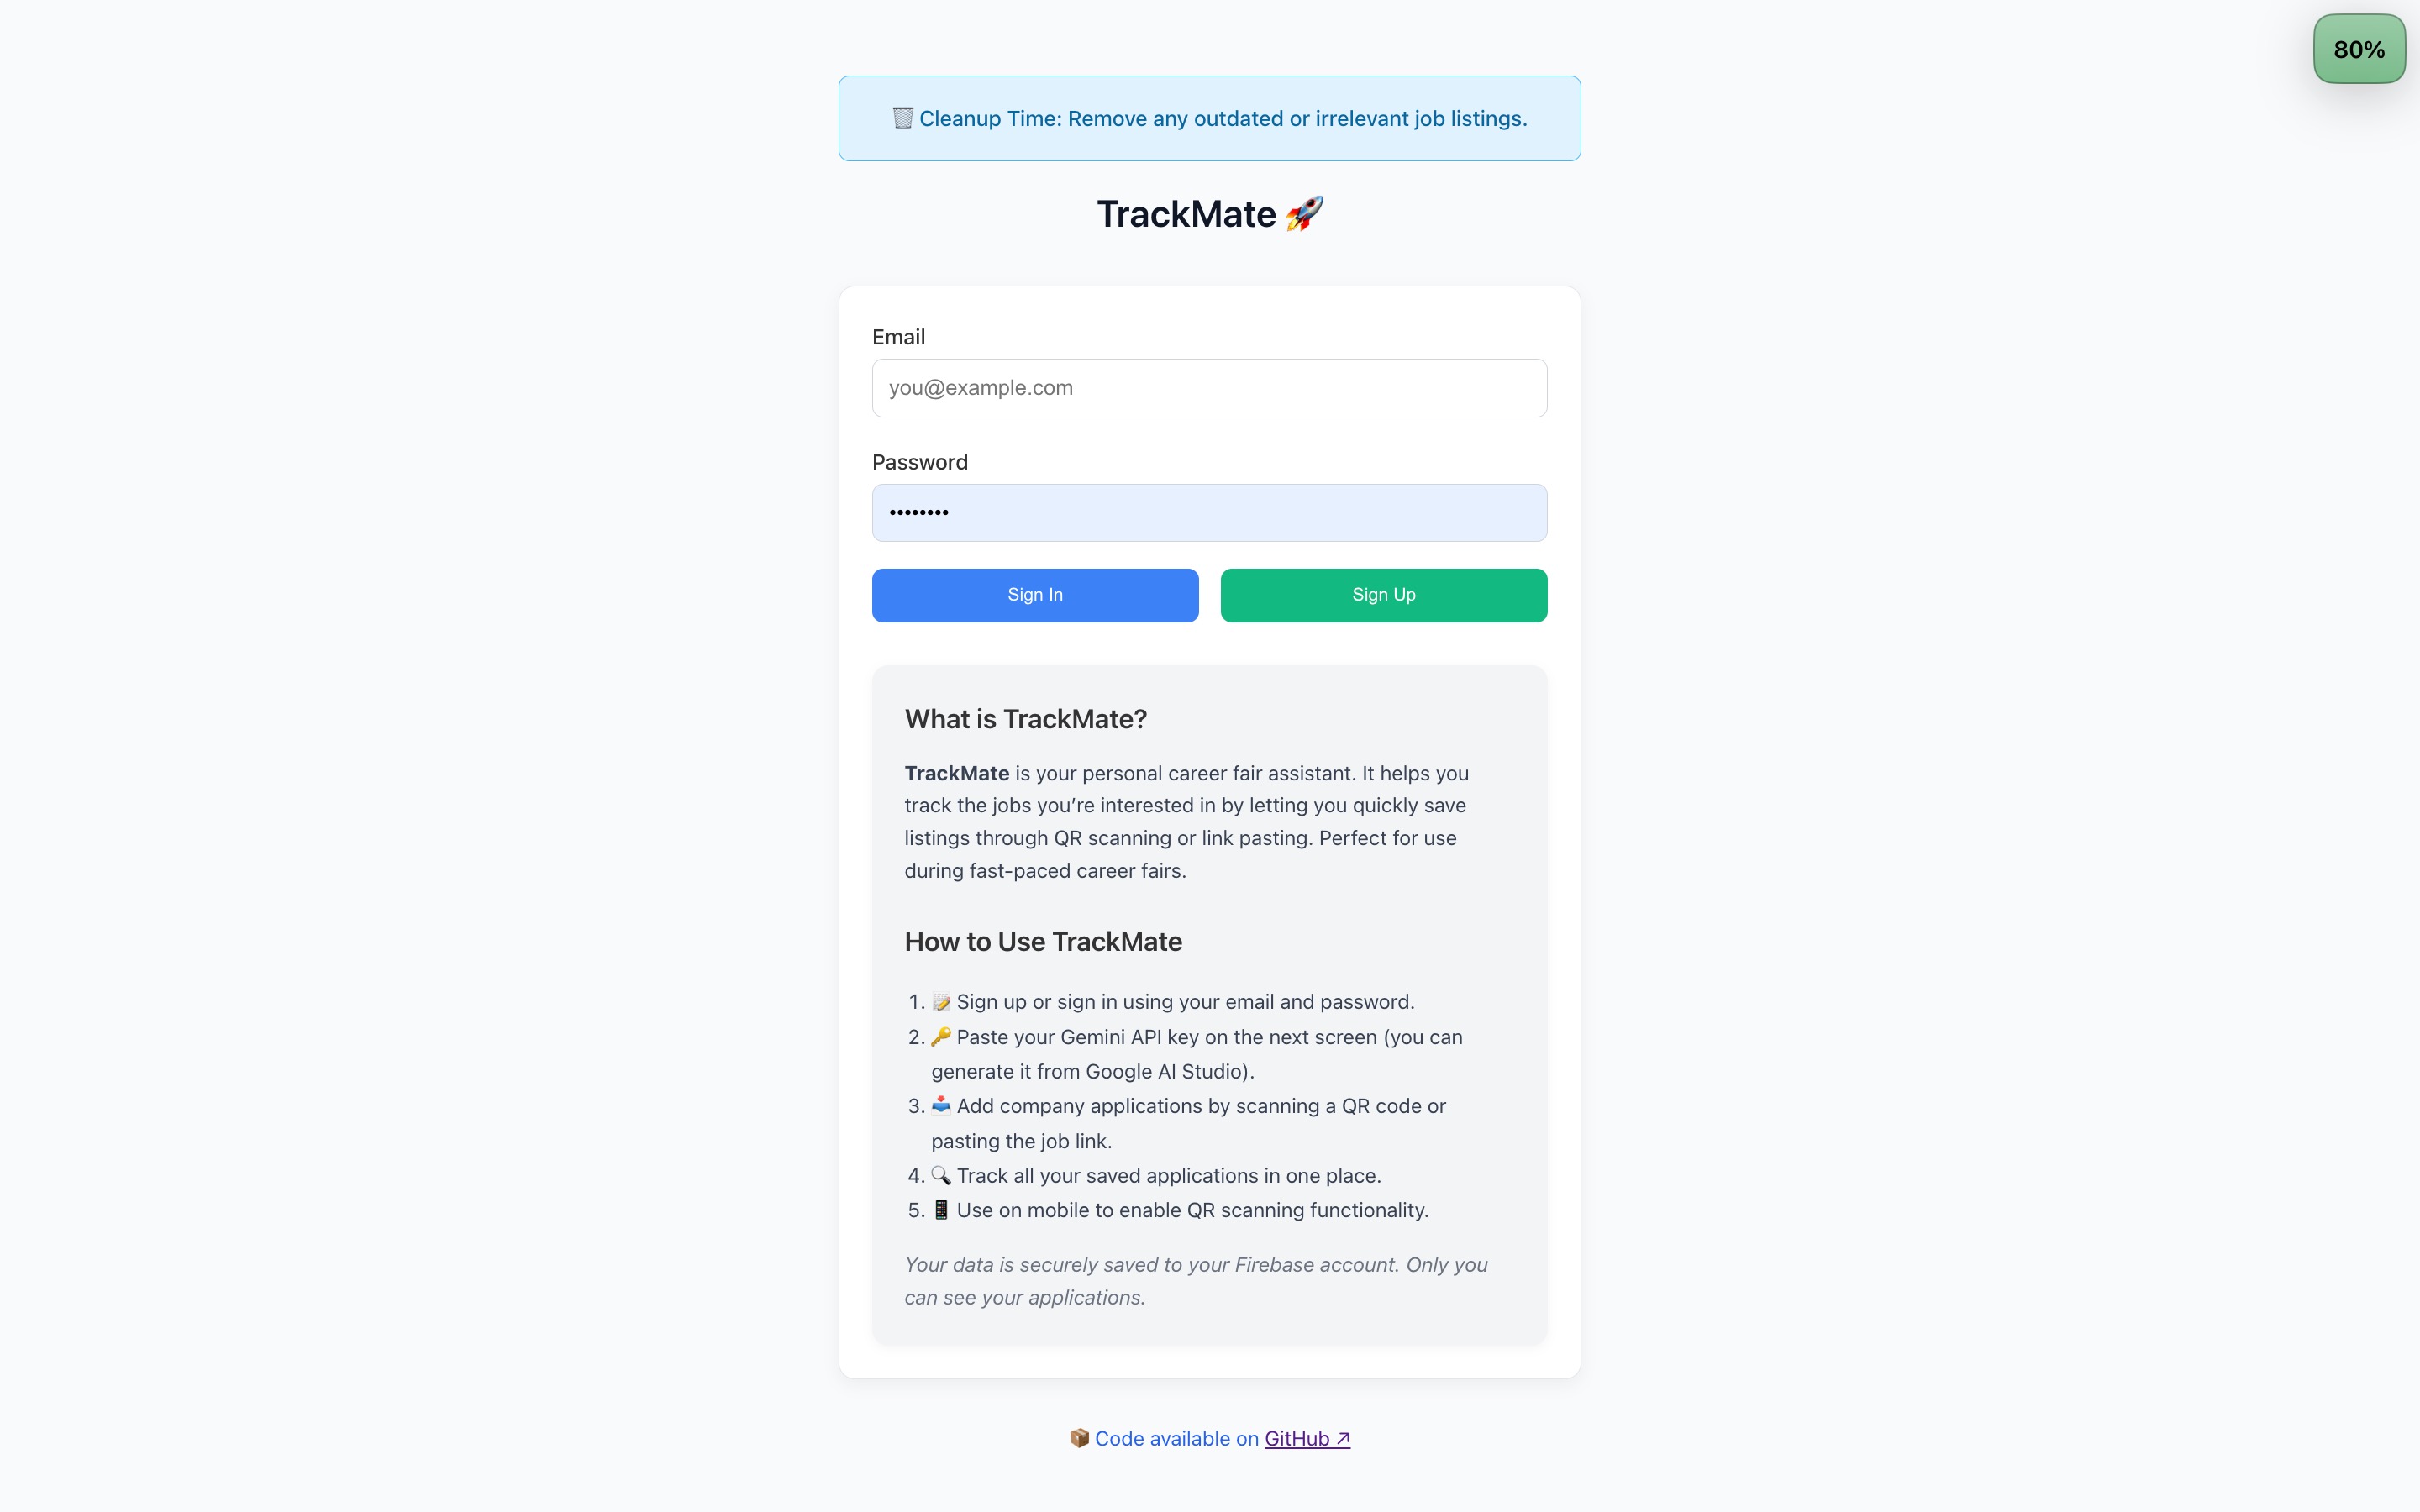 80%
🗑️ Cleanup Time: Remove any outdated or irrelevant job listings.
TrackMate 🚀
Email
you@example.com
Password
••••••••
Sign In
Sign Up
What is TrackMate?
TrackMate is your personal career fair assistant. It helps you
track the jobs you’re interested in by letting you quickly save
listings through QR scanning or link pasting. Perfect for use
during fast-paced career fairs.
How to Use TrackMate
1. 📝 Sign up or sign in using your email and password.
2. 🔑 Paste your Gemini API key on the next screen (you can
generate it from Google AI Studio).
3. 📥 Add company applications by scanning a QR code or
pasting the job link.
4. 🔍 Track all your saved applications in one place.
5. 📱 Use on mobile to enable QR scanning functionality.
Your data is securely saved to your Firebase account. Only you
can see your applications.
📦 Code available on GitHub ↗